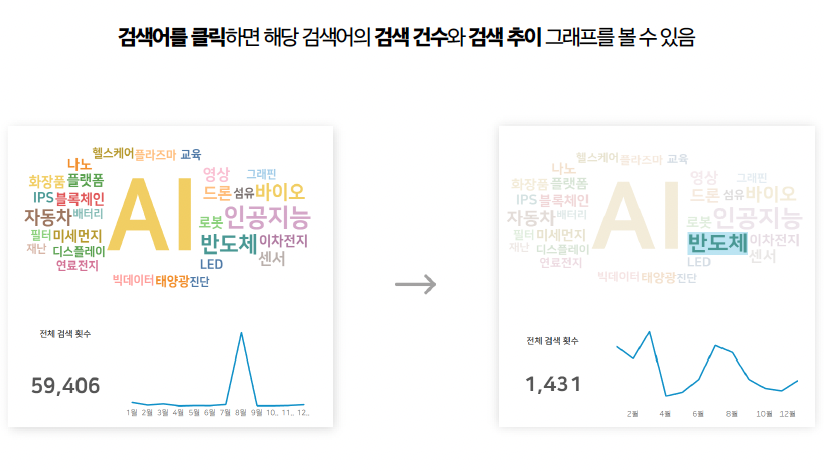 검색어를 클릭하면 해당 검색어의 검색 건수와 검색 추이 그래프를 볼 수 있음
헬스케어 플라즈마 교육
나노
화장품 플랫폼
영상 그래핀
드론 섬유 바이오
IPS 블록체인
AI
자동차 배터리
로봇 인공지능
필터 미세먼지
반도체 이차전지
재난 디스플레이
센서
연료전지
LED
빅데이터 태양광 진단
전체 검색 횟수
59,406
1월 2월 3월 4월 5월 6월 7월 8월 9월 10.. 11.. 12..
→
헬스케어 플라즈마 교육
나노
화장품 플랫폼
영상 그래핀
드론 섬유 바이오
IPS 블록체인
AI
자동차 배터리
로봇 인공지능
필터 미세먼지
반도체 이차전지
재난 디스플레이
센서
연료전지
LED
빅데이터 태양광 진단
전체 검색 횟수
1,431
2월 4월 6월 8월 10월 12월